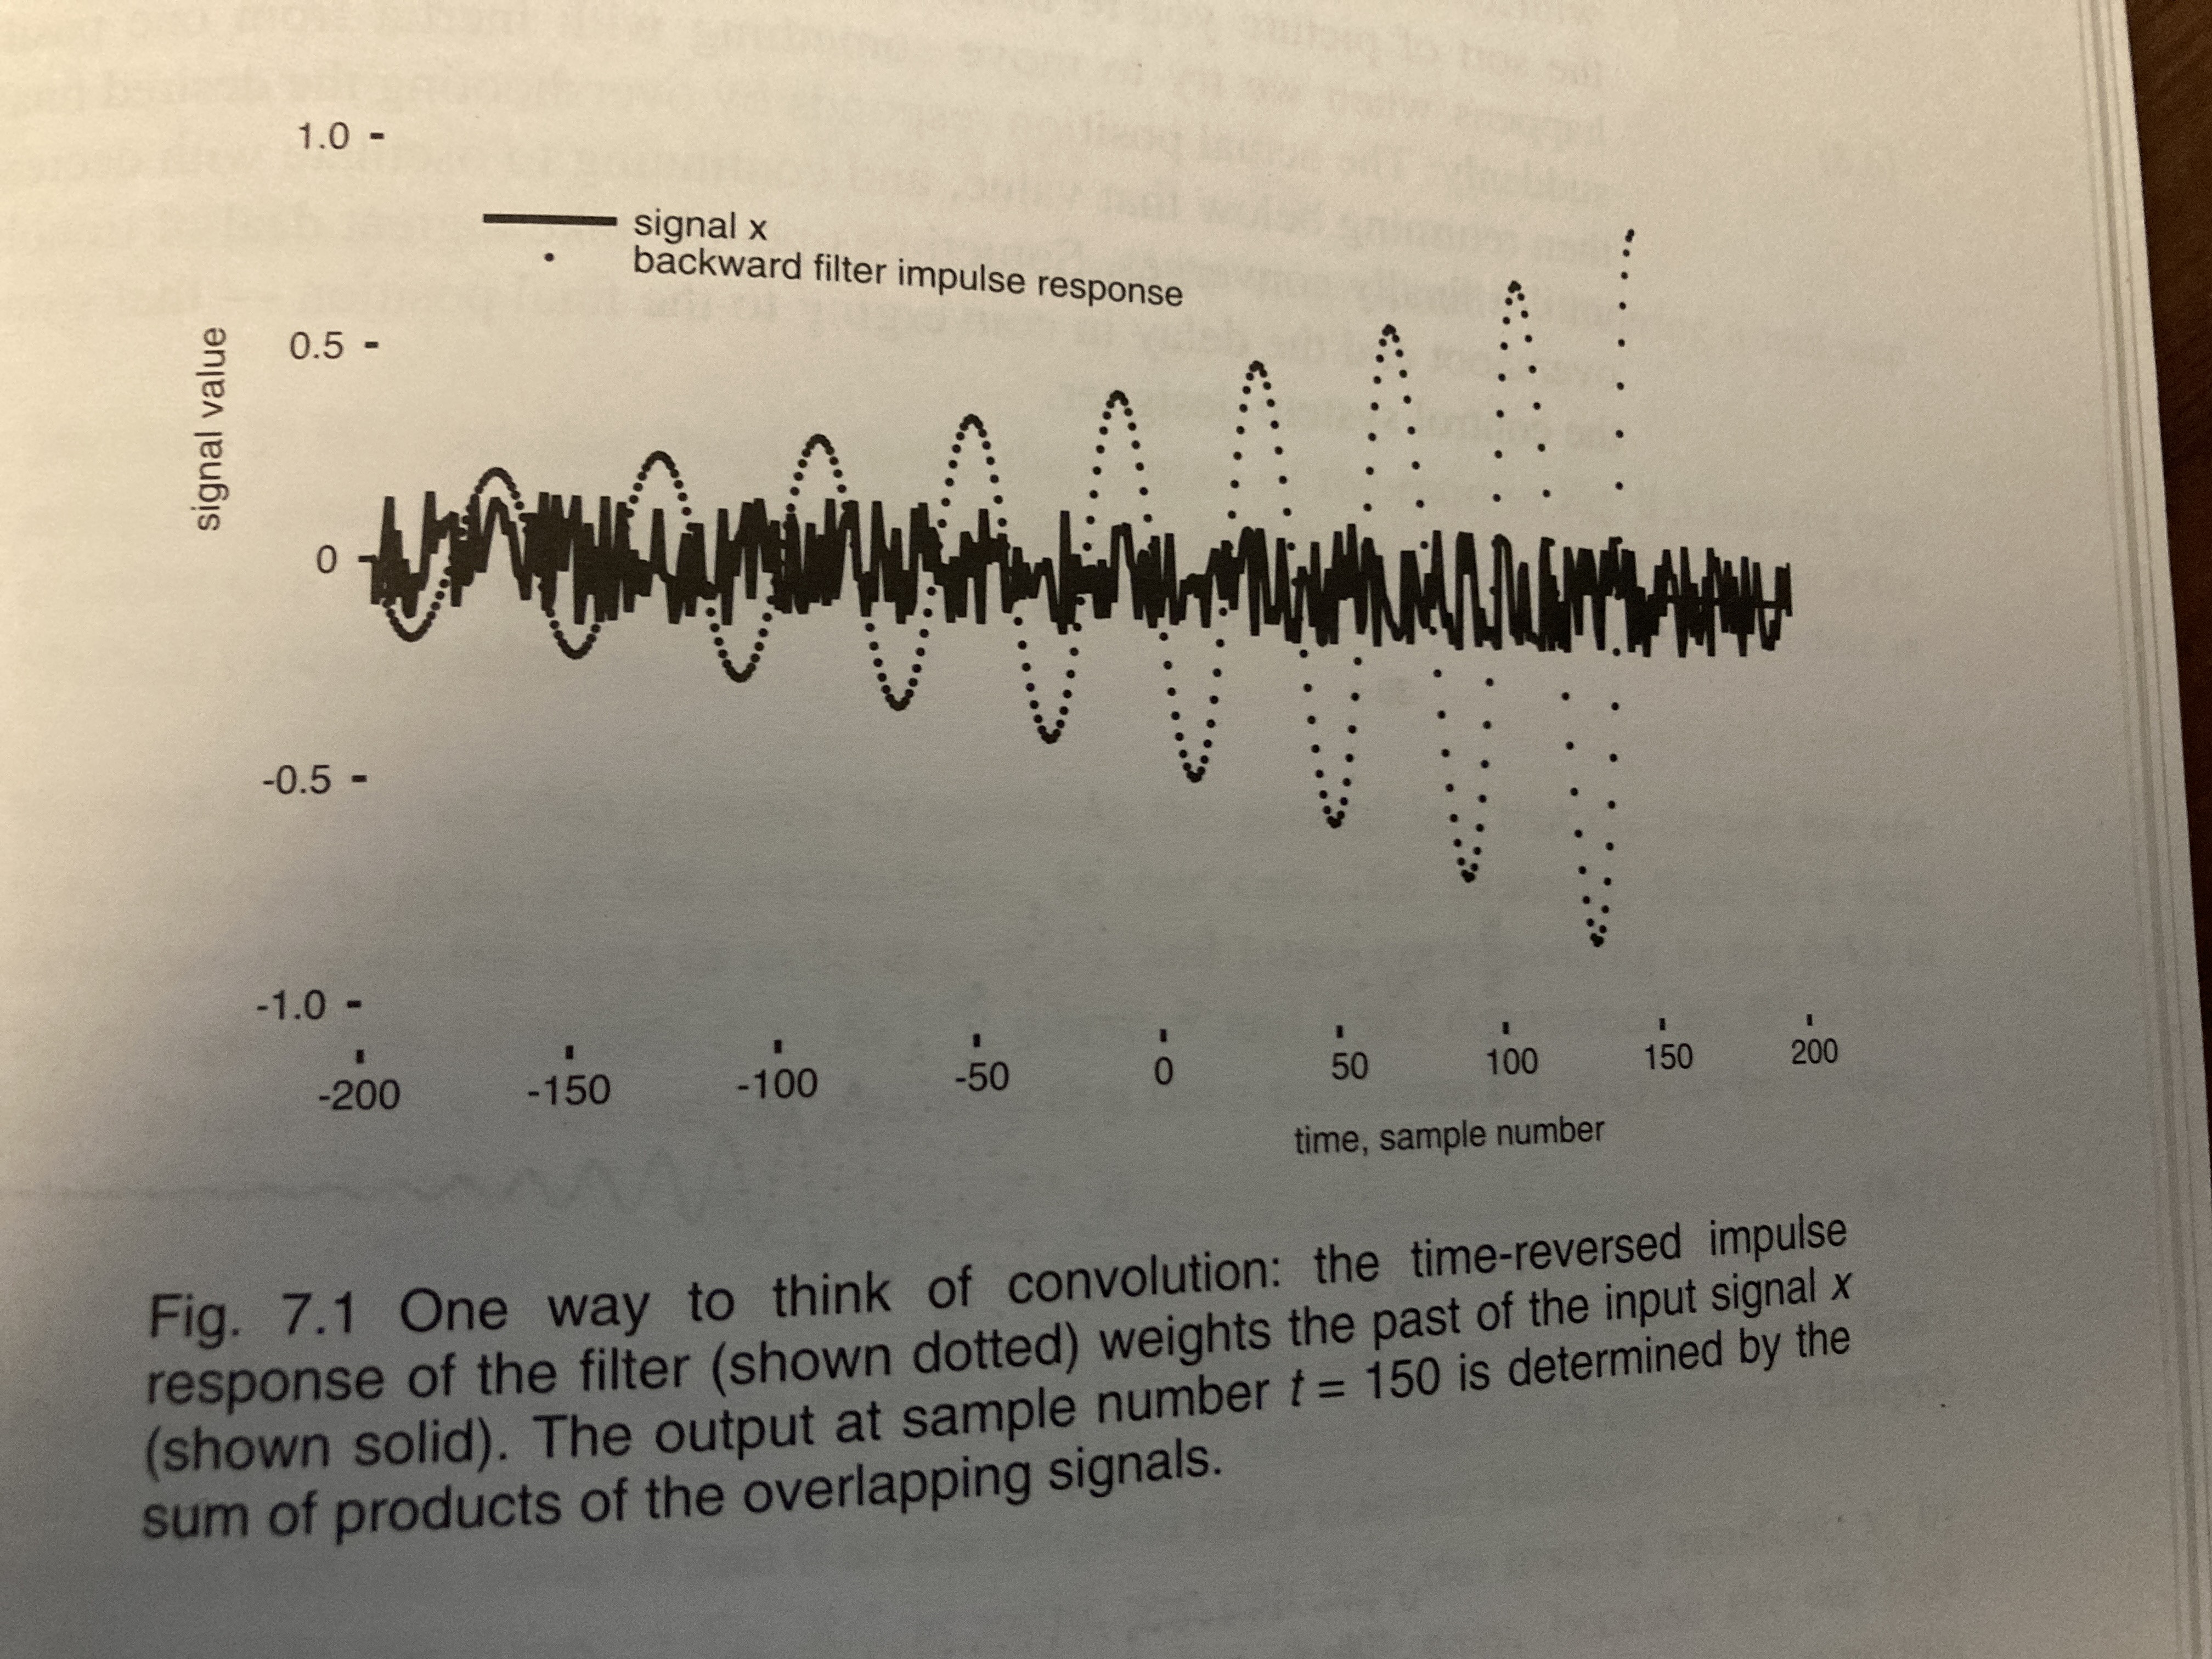 signal x
backward filter impulse response
1.0
0.5
0
-0.5
-1.0
signal value
-200 -150 -100 -50 0 50 100 150 200
time, sample number
Fig. 7.1 One way to think of convolution: the time-reversed impulse
response of the filter (shown dotted) weights the past of the input signal x
(shown solid). The output at sample number t = 150 is determined by the
sum of products of the overlapping signals.